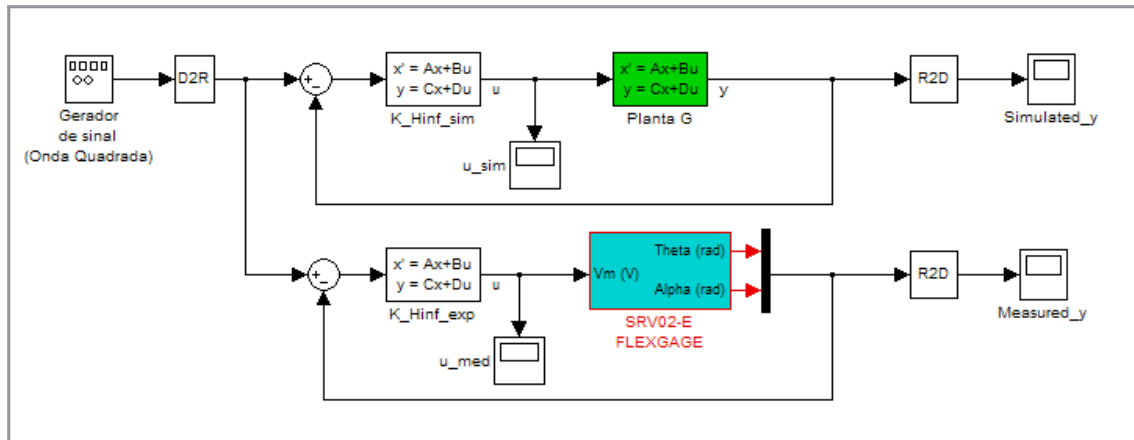 D2R
Gerador
de sinal
(Onda Quadrada)
+
−
x' = Ax+Bu
y = Cx+Du
K_Hinf_sim
u
u_sim
x' = Ax+Bu
y = Cx+Du
Planta G
y
R2D
Simulated_y
+
−
x' = Ax+Bu
y = Cx+Du
K_Hinf_exp
u
u_med
Vm (V)
Theta (rad)
Alpha (rad)
SRV02-E
FLEXGAGE
R2D
Measured_y